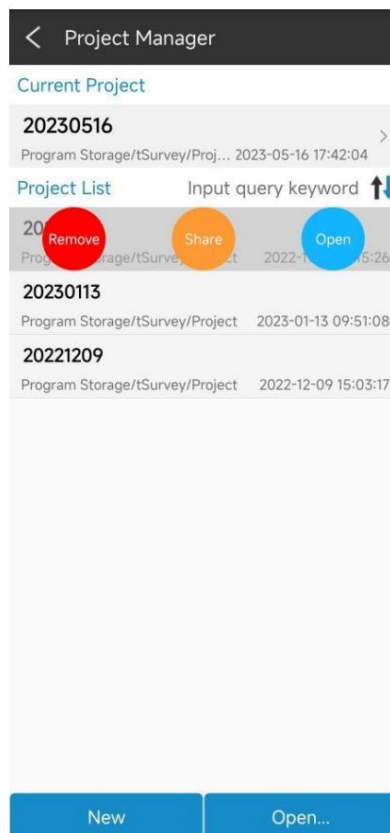 Project Manager
Current Project
20230516
Program Storage/tSurvey/Proj... 2023-05-16 17:42:04
Project List Input query keyword
Remove Share Open
20230113
Program Storage/tSurvey/Project 2023-01-13 09:51:08
20221209
Program Storage/tSurvey/Project 2022-12-09 15:03:17
New Open...